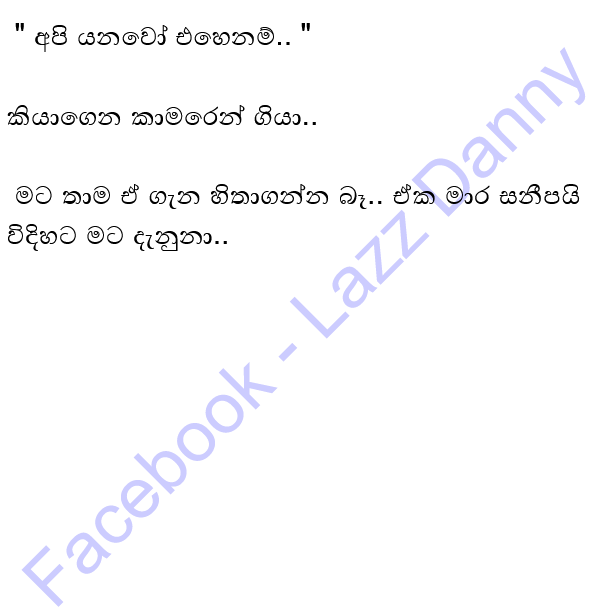 " අපි යනවෝ එහෙනම්.. "
කියාගෙන කාමරෙන් ගියා..
මට තාම ඒ ගැන හිතාගන්න බෑ.. ඒක මාර සනීපයි
විදිහට මට දැනුනා..
Facebook - Lazz Danny